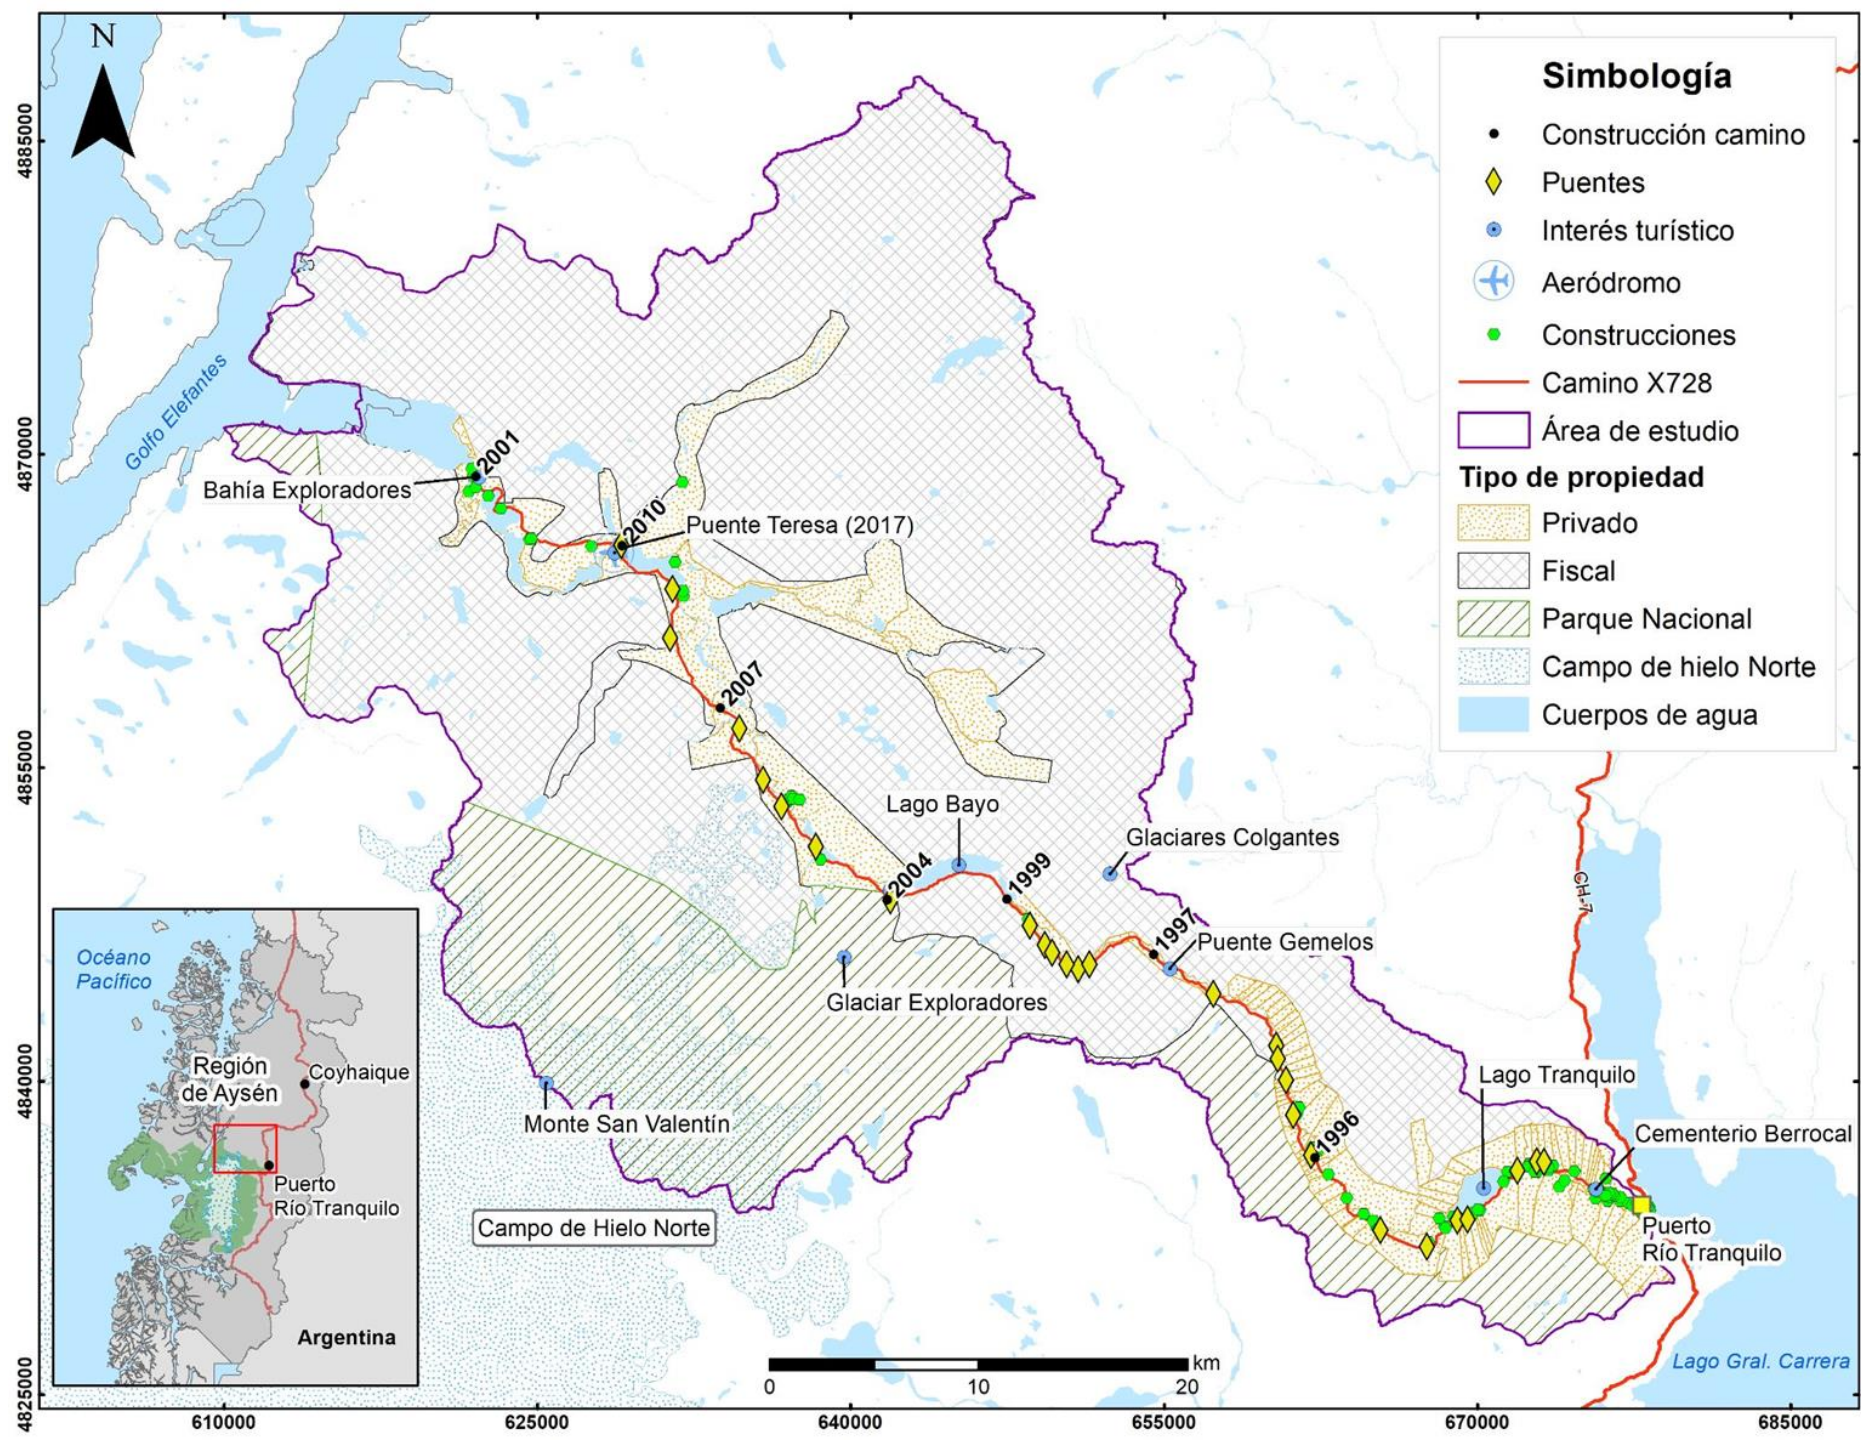 N
Simbología
Construcción camino
Puentes
Interés turístico
Aeródromo
Construcciones
Camino X728
Área de estudio
Tipo de propiedad
Privado
Fiscal
Parque Nacional
Campo de hielo Norte
Cuerpos de agua
4885000
4870000
4855000
4840000
4825000
610000
625000
640000
655000
670000
685000
Golfo Elefantes
2001
Bahía Exploradores
2010
Puente Teresa (2017)
2007
Lago Bayo
Glaciares Colgantes
2004
1999
1997
Puente Gemelos
Glaciar Exploradores
CH-7
Lago Tranquilo
Monte San Valentín
1996
Cementerio Berrocal
Campo de Hielo Norte
Puerto
Río Tranquilo
Lago Gral. Carrera
km
0
10
20
Océano
Pacífico
Región
de Aysén
Coyhaique
Puerto
Río Tranquilo
Argentina